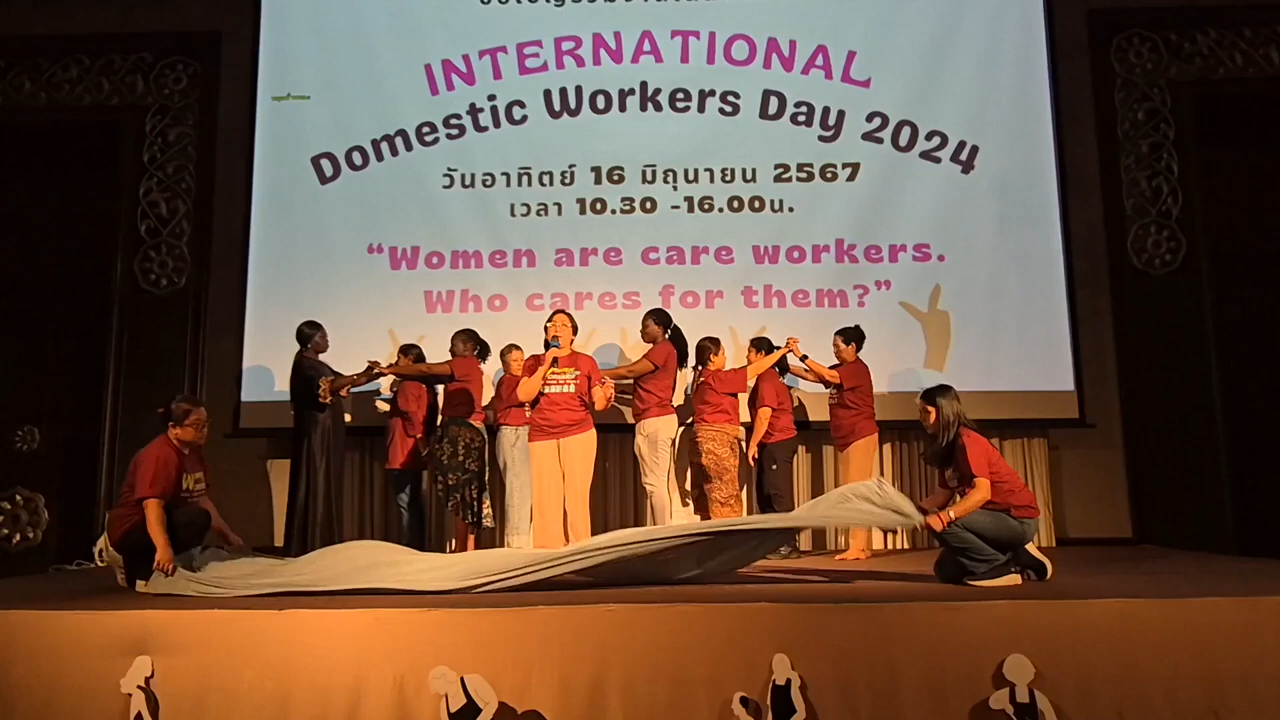 INTERNATIONAL
Domestic Workers Day 2024
วันอาทิตย์ 16 มิถุนายน 2567
เวลา 10.30 -16.00น.
“Women are care workers.
Who cares for them?”